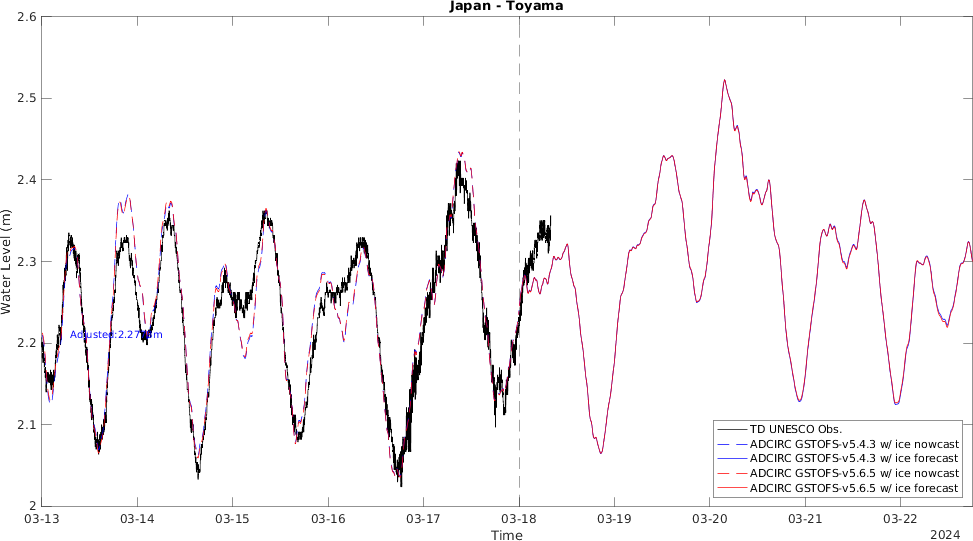 Japan - Toyama
Water Level (m)
2.6
2.5
2.4
2.3
2.2
2.1
2
03-13
03-14
03-15
03-16
03-17
03-18
03-19
03-20
03-21
03-22
Time
2024
TD UNESCO Obs.
ADCIRC GSTOFS-v5.4.3 w/ ice nowcast
ADCIRC GSTOFS-v5.4.3 w/ ice forecast
ADCIRC GSTOFS-v5.6.5 w/ ice nowcast
ADCIRC GSTOFS-v5.6.5 w/ ice forecast